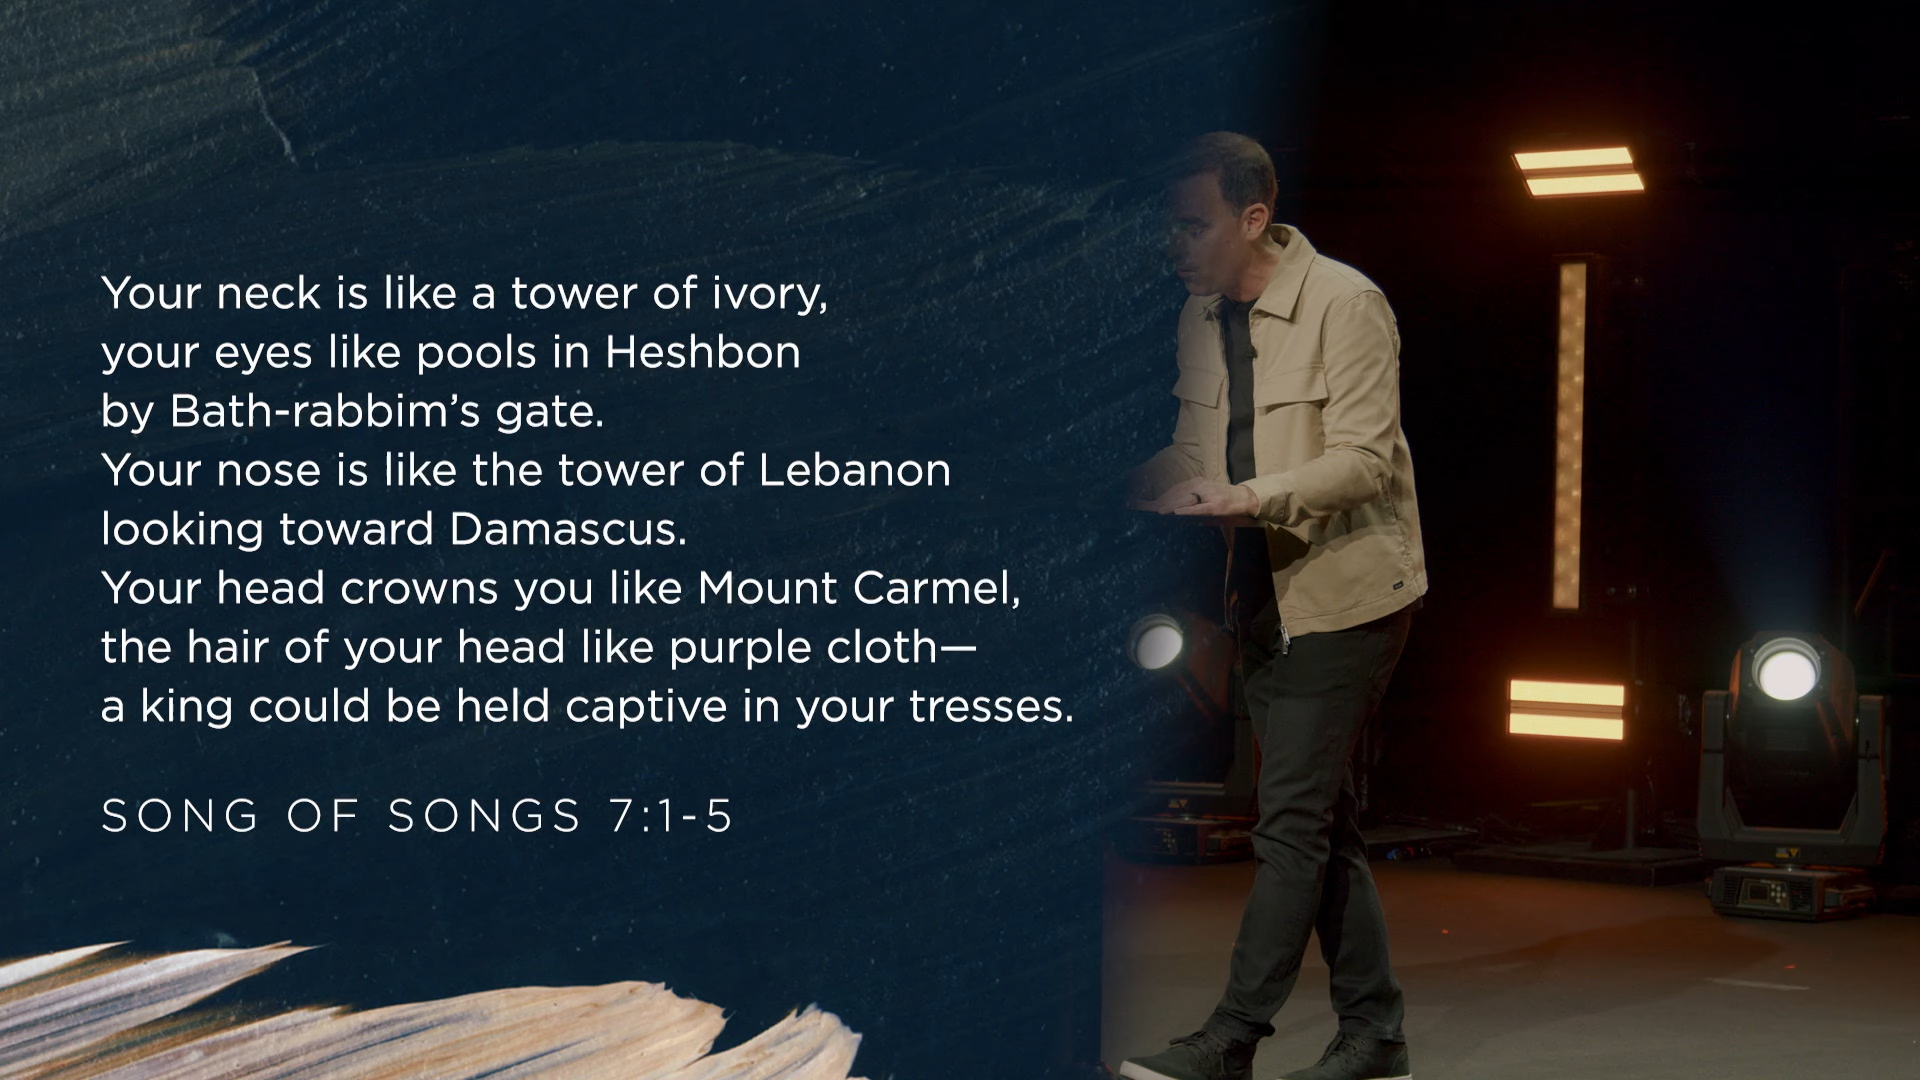 Your neck is like a tower of ivory,
your eyes like pools in Heshbon
by Bath-rabbim’s gate.
Your nose is like the tower of Lebanon
looking toward Damascus.
Your head crowns you like Mount Carmel,
the hair of your head like purple cloth—
a king could be held captive in your tresses.
SONG OF SONGS 7:1-5